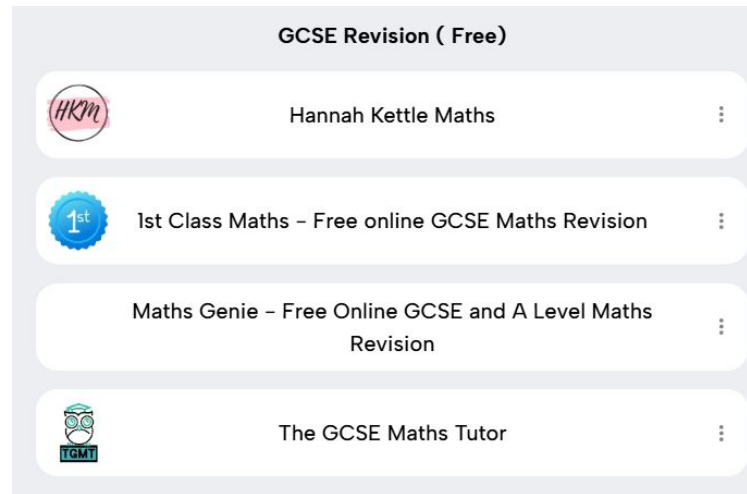 GCSE Revision ( Free)
HKM
Hannah Kettle Maths
1st
1st Class Maths - Free online GCSE Maths Revision
Maths Genie - Free Online GCSE and A Level Maths
Revision
TGMT
The GCSE Maths Tutor